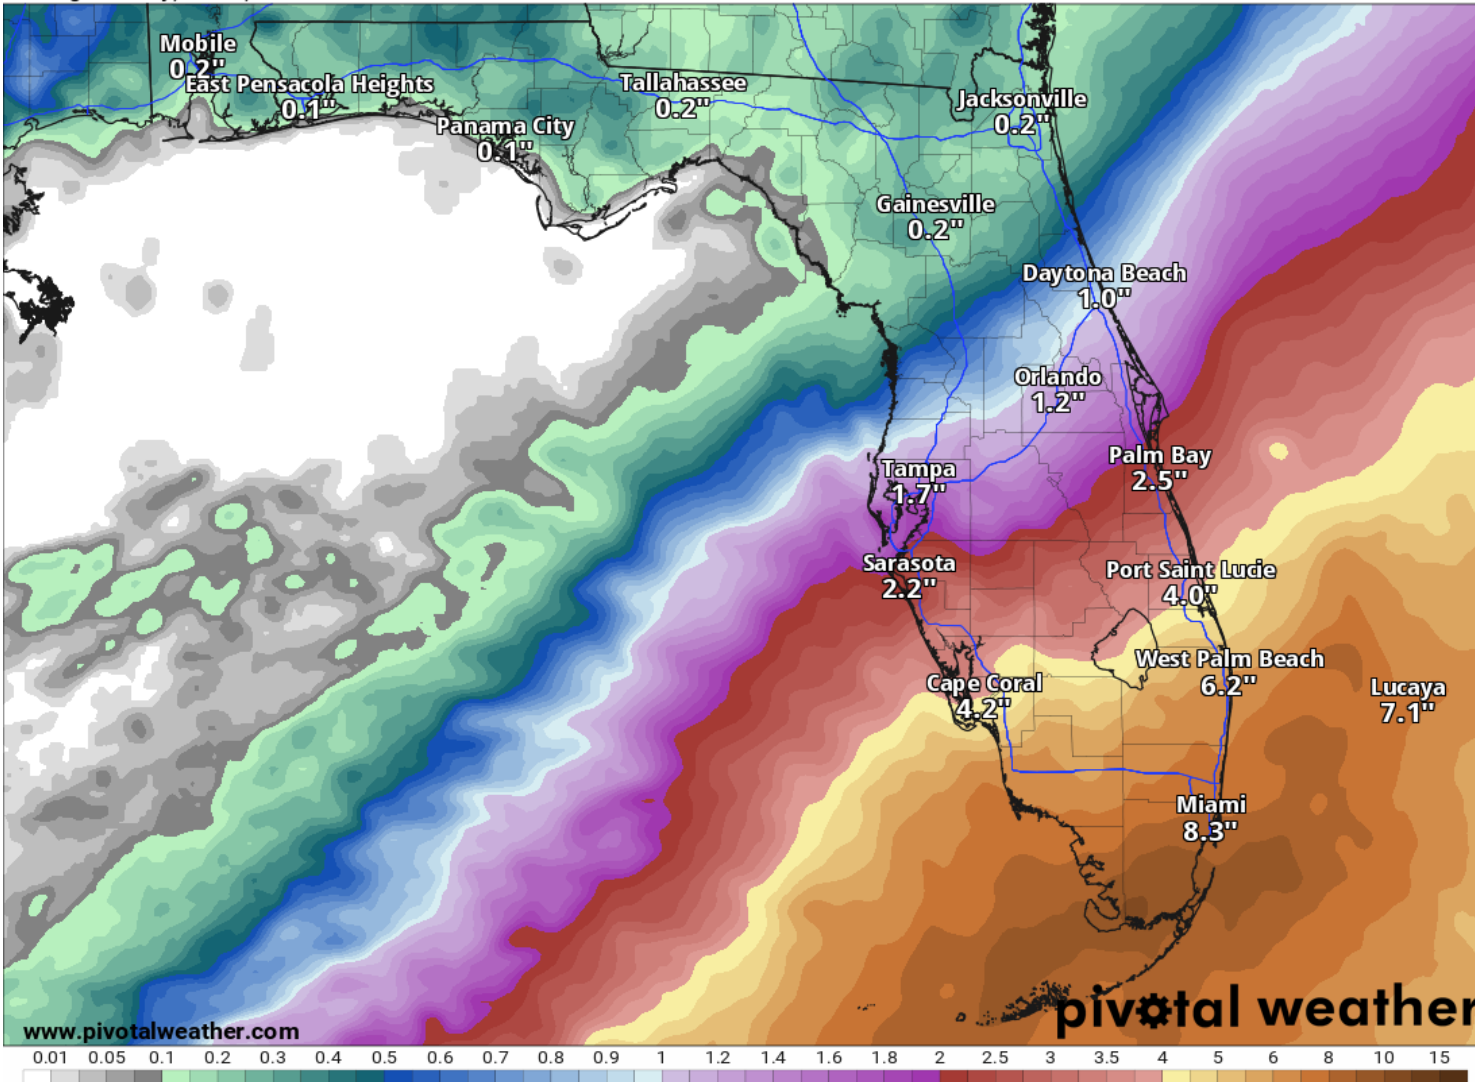 Mobile
0.2"
East Pensacola Heights
0.1"
Tallahassee
0.2"
Jacksonville
0.2"
Panama City
0.1"
Gainesville
0.2"
Daytona Beach
1.0"
Orlando
1.2"
Tampa
1.7"
Palm Bay
2.5"
Sarasota
2.2"
Port Saint Lucie
4.0"
West Palm Beach
6.2"
Cape Coral
4.2"
Lucaya
7.1"
Miami
8.3"
pivotal weather
www.pivotalweather.com
0.01 0.05 0.1 0.2 0.3 0.4 0.5 0.6 0.7 0.8 0.9 1 1.2 1.4 1.6 1.8 2 2.5 3 3.5 4 5 6 8 10 15